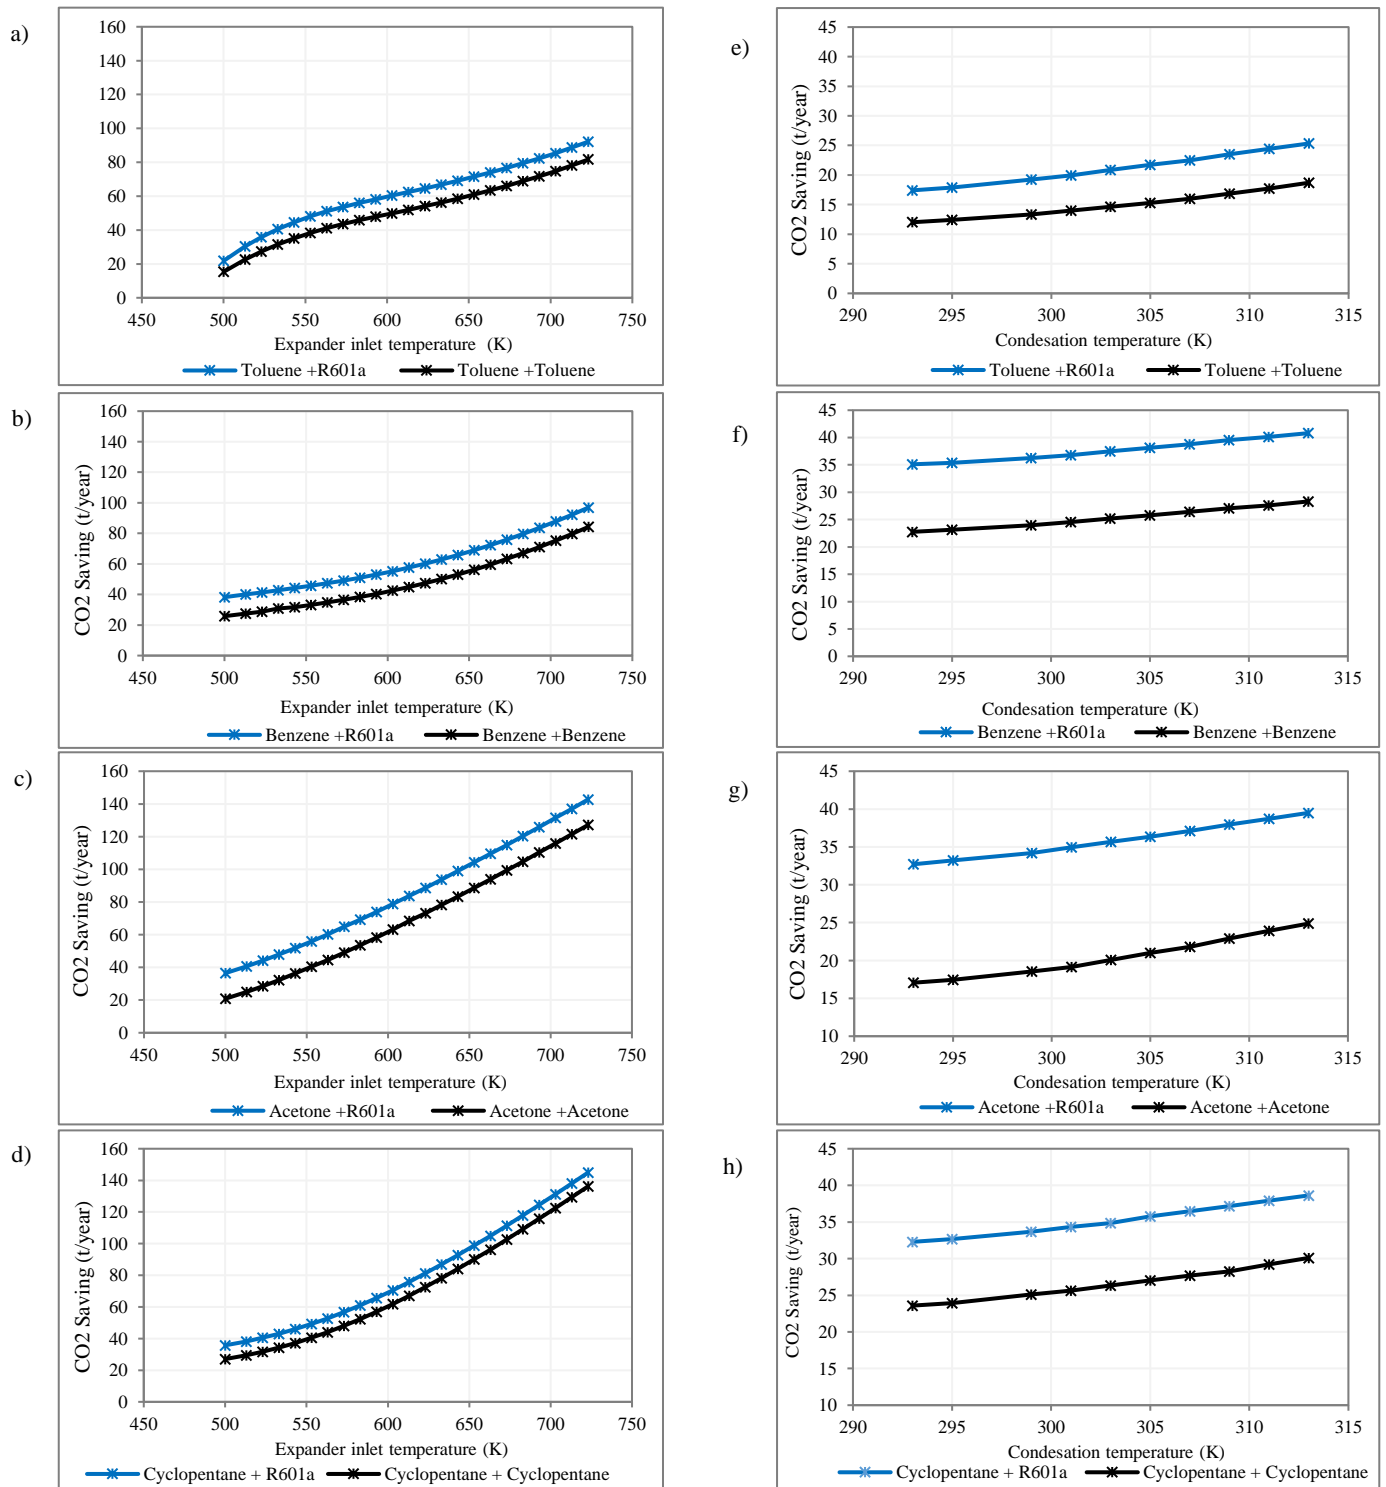 a)
CO2 Saving (t/year)
160
140
120
100
80
60
40
20
0
450 500 550 600 650 700 750
Expander inlet temperature (K)
Toluene +R601a Toluene +Toluene
e)
CO2 Saving (t/year)
45
40
35
30
25
20
15
10
5
0
290 295 300 305 310 315
Condesation temperature (K)
Toluene +R601a Toluene +Toluene
b)
CO2 Saving (t/year)
160
140
120
100
80
60
40
20
0
450 500 550 600 650 700 750
Expander inlet temperature (K)
Benzene +R601a Benzene +Benzene
f)
CO2 Saving (t/year)
45
40
35
30
25
20
15
10
5
0
290 295 300 305 310 315
Condesation temperature (K)
Benzene +R601a Benzene +Benzene
c)
CO2 Saving (t/year)
160
140
120
100
80
60
40
20
0
450 500 550 600 650 700 750
Expander inlet temperature (K)
Acetone +R601a Acetone +Acetone
g)
CO2 Saving (t/year)
45
40
35
30
25
20
15
10
290 295 300 305 310 315
Condesation temperature (K)
Acetone +R601a Acetone +Acetone
d)
CO2 Saving (t/year)
160
140
120
100
80
60
40
20
0
450 500 550 600 650 700 750
Expander inlet temperature (K)
Cyclopentane + R601a Cyclopentane + Cyclopentane
h)
CO2 Saving (t/year)
45
40
35
30
25
20
15
10
290 295 300 305 310 315
Condesation temperature (K)
Cyclopentane + R601a Cyclopentane + Cyclopentane